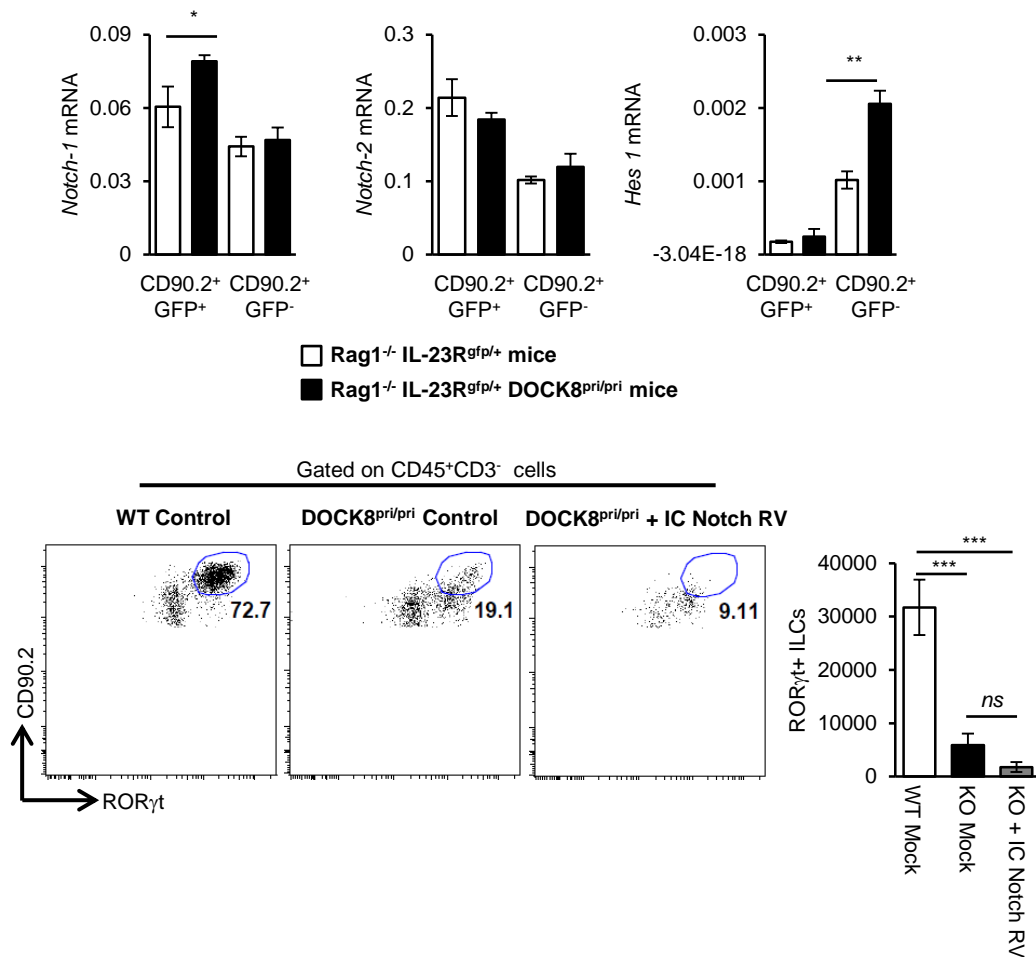 *
0.09
0.06
0.03
0
Notch-1 mRNA
CD90.2⁺ CD90.2⁺
GFP⁺ GFP⁻
0.3
0.2
0.1
0
Notch-2 mRNA
CD90.2⁺ CD90.2⁺
GFP⁺ GFP⁻
**
0.003
0.002
0.001
-3.04E-18
Hes 1 mRNA
CD90.2⁺ CD90.2⁺
GFP⁺ GFP⁻
Rag1⁻/⁻ IL-23Rᵍᶠᵖ/⁺ mice
Rag1⁻/⁻ IL-23Rᵍᶠᵖ/⁺ DOCK8ᵖʳⁱ/ᵖʳⁱ mice
Gated on CD45⁺CD3⁻ cells
WT Control
DOCK8ᵖʳⁱ/ᵖʳⁱ Control
DOCK8ᵖʳⁱ/ᵖʳⁱ + IC Notch RV
72.7
19.1
9.11
CD90.2
RORγt
***
***
ns
40000
30000
20000
10000
0
RORγt+ ILCs
WT Mock
KO Mock
KO + IC Notch RV